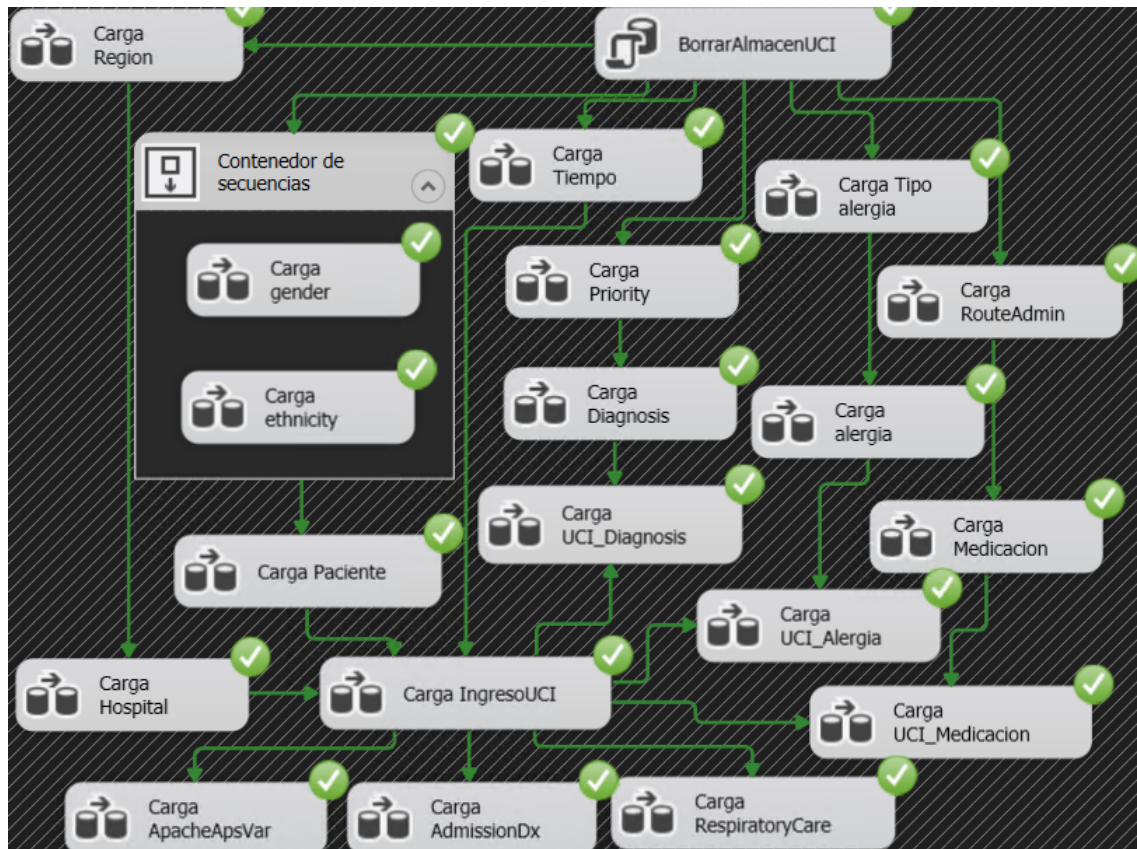 Carga
Region
BorrarAlmacenUCI
Contenedor de
secuencias
Carga
Tiempo
Carga Tipo
alergia
Carga
gender
Carga
Priority
Carga
RouteAdmin
Carga
ethnicity
Carga
Diagnosis
Carga
alergia
Carga
UCI_Diagnosis
Carga
Medicacion
Carga Paciente
Carga
UCI_Alergia
Carga
Hospital
Carga IngresoUCI
Carga
UCI_Medicacion
Carga
ApacheApsVar
Carga
AdmissionDx
Carga
RespiratoryCare